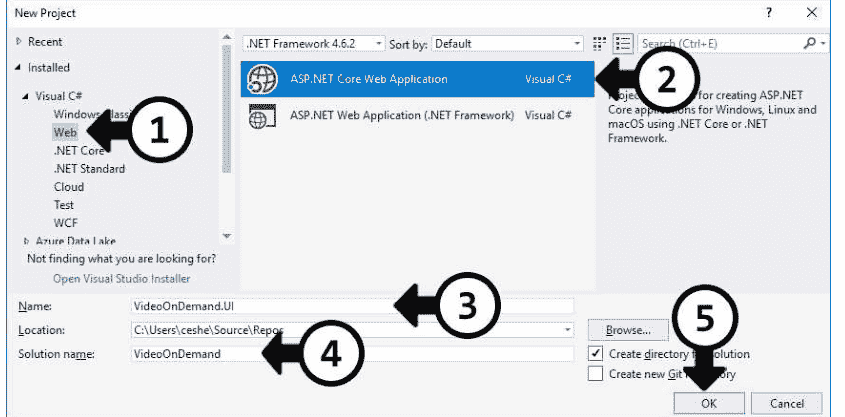 New Project
? ×
Recent
.NET Framework 4.6.2 Sort by: Default
Search (Ctrl+E)
Installed
Visual C#
Web
.NET Core
.NET Standard
Cloud
Test
WCF
Azure Data Lake
Not finding what you are looking for?
Open Visual Studio Installer
ASP.NET Core Web Application Visual C#
ASP.NET Web Application (.NET Framework) Visual C#
for creating ASP.NET
Core applications for Windows, Linux and
macOS using .NET Core or .NET
Framework.
1
2
3
4
5
Name: VideoOnDemand.UI
Location: C:\Users\ceshe\Source\Repos
Browse...
Solution name: VideoOnDemand
Create directory solution
Create new
OK Cancel